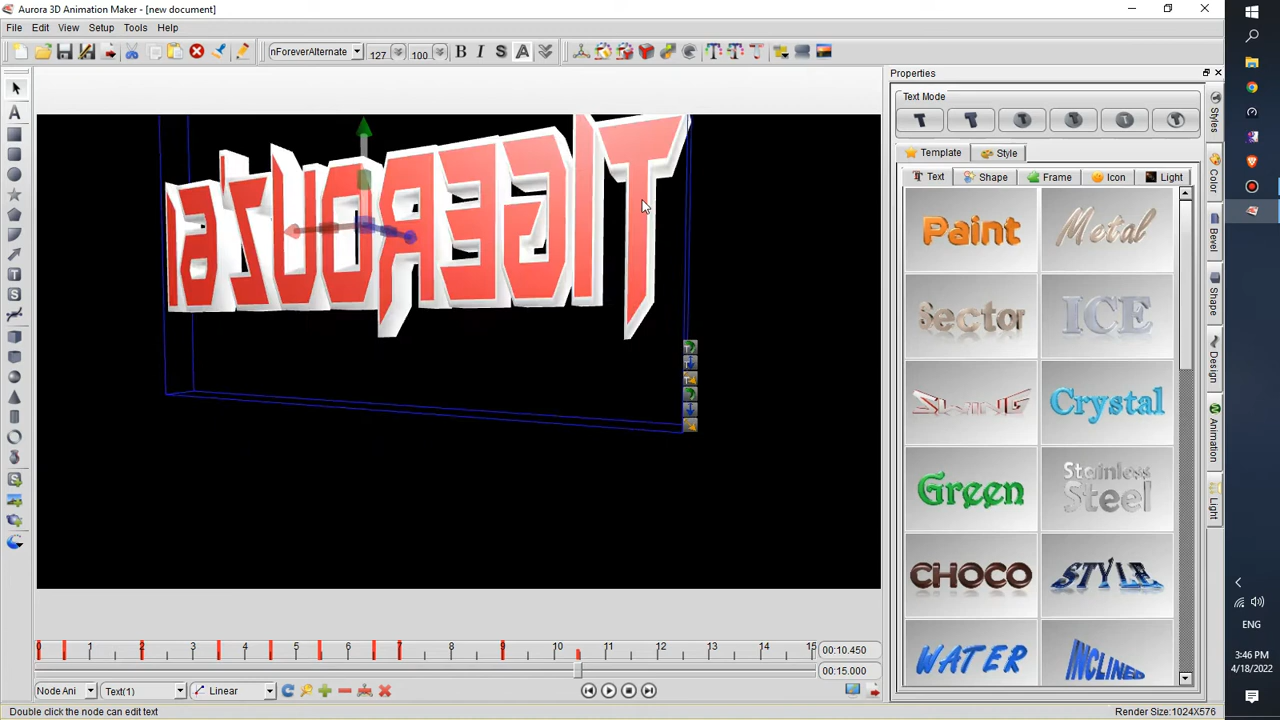 Aurora 3D Animation Maker - [new document]
File Edit View Setup Tools Help
nForeverAlternate 127 100 B I S A
Properties
Text Mode
Template Style
Text Shape Frame Icon Light
Paint Metal
Sector ICE
SWING Crystal
Green Stainless Steel
CHOCO STYLE
WATER INCLINED
Styles
Color
Bevel
Shape
Design
Animation
Light
TIGEROUZ6I
0 1 2 3 4 5 6 7 8 9 10 11 12 13 14 15
00:10.450
00:15.000
Node Ani Text(1) Linear
Double click the node can edit text
Render Size:1024X576
ENG
3:46 PM
4/18/2022